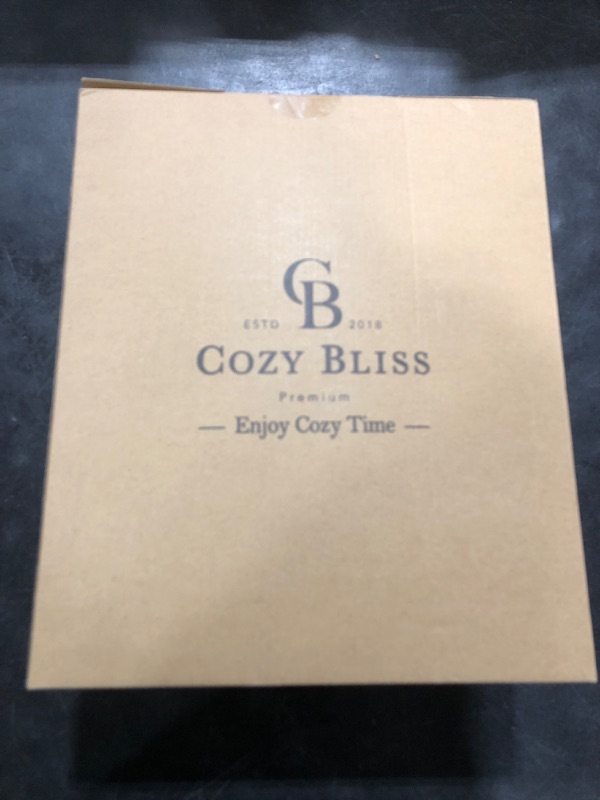 CB
ESTD 2018
COZY BLISS
Premium
— Enjoy Cozy Time —